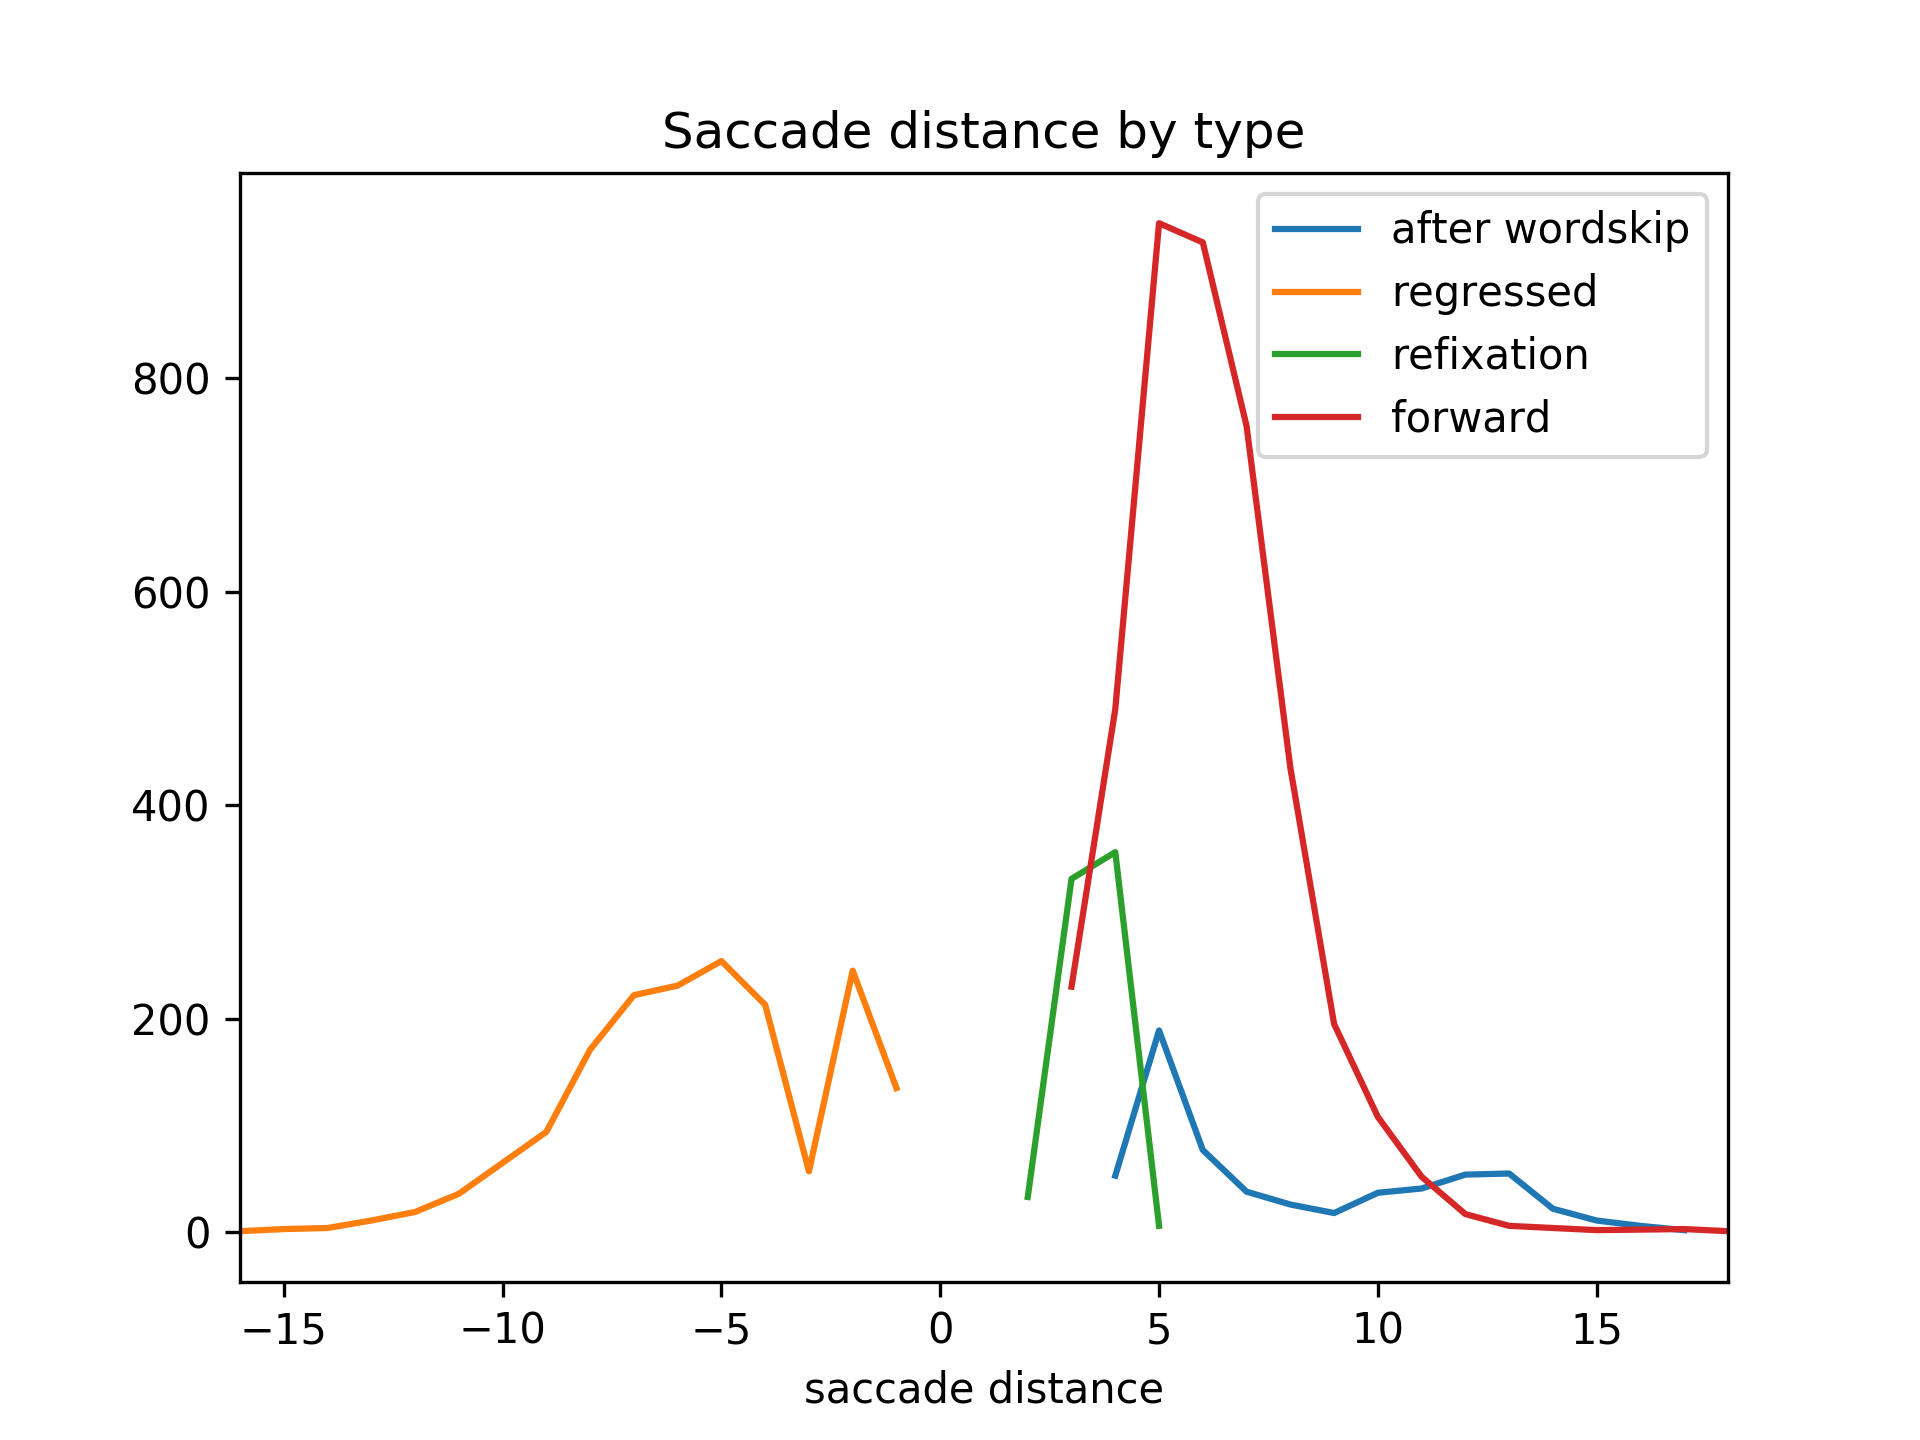 Saccade distance by type
after wordskip
regressed
refixation
forward
800
600
400
200
0
−15 −10 −5 0 5 10 15
saccade distance